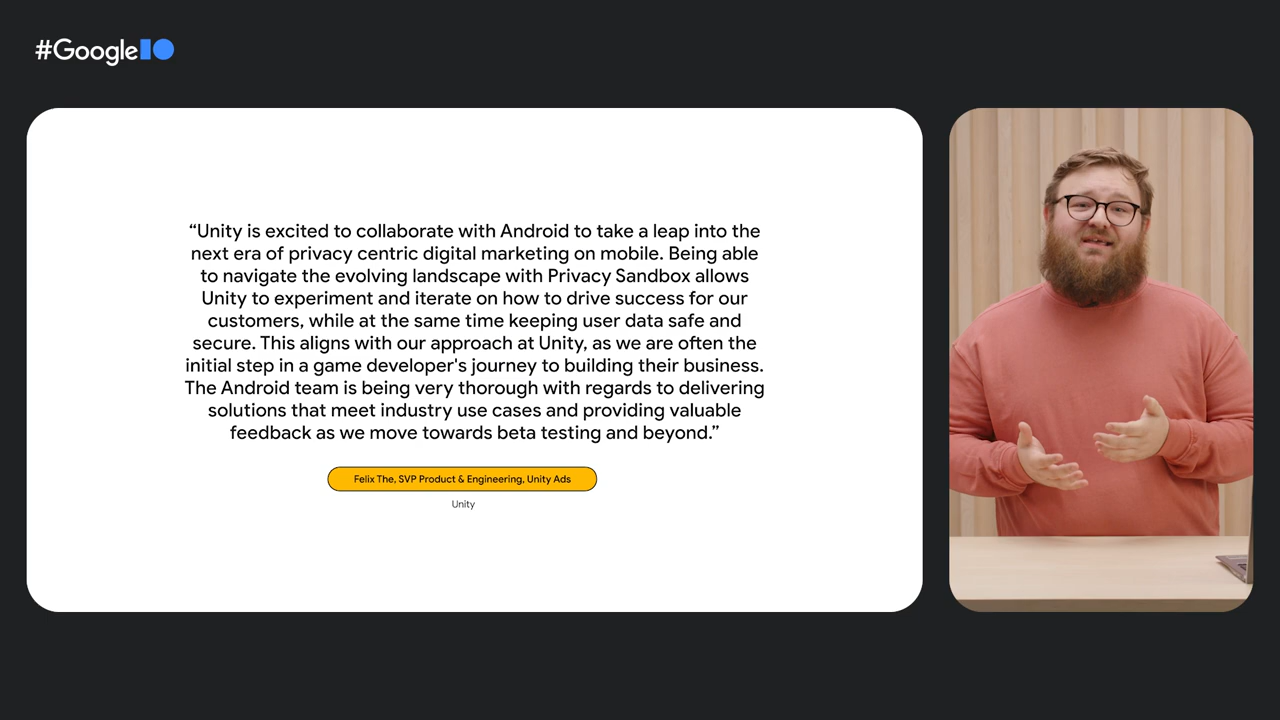 #Google IO
“Unity is excited to collaborate with Android to take a leap into the
next era of privacy centric digital marketing on mobile. Being able
to navigate the evolving landscape with Privacy Sandbox allows
Unity to experiment and iterate on how to drive success for our
customers, while at the same time keeping user data safe and
secure. This aligns with our approach at Unity, as we are often the
initial step in a game developer's journey to building their business.
The Android team is being very thorough with regards to delivering
solutions that meet industry use cases and providing valuable
feedback as we move towards beta testing and beyond.”
Felix The, SVP Product & Engineering, Unity Ads
Unity